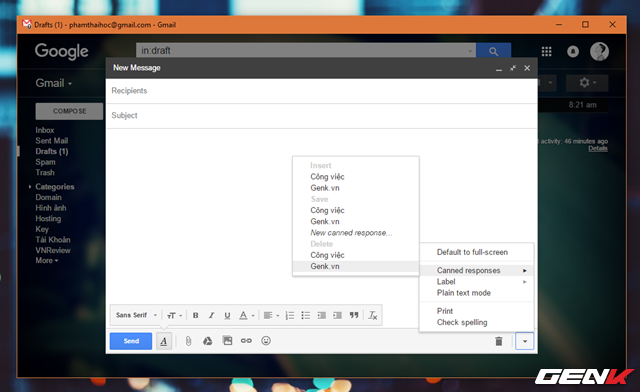 Drafts (1) - phamthaihoc@gmail.com - Gmail
Google
in:draft
Gmail
COMPOSE
Inbox
Sent Mail
Drafts (1)
Spam
Trash
Categories
Domain
Hình ảnh
Hosting
Key
Tài Khoản
VNReview
More
8:21 am
activity: 46 minutes ago
Details
New Message
Recipients
Subject
Insert
Công việc
Genk.vn
Save
Công việc
Genk.vn
New canned response...
Delete
Công việc
Genk.vn
Default to full-screen
Canned responses
Label
Plain text mode
Print
Check spelling
Sans Serif
B I U A
Send
A
GENK